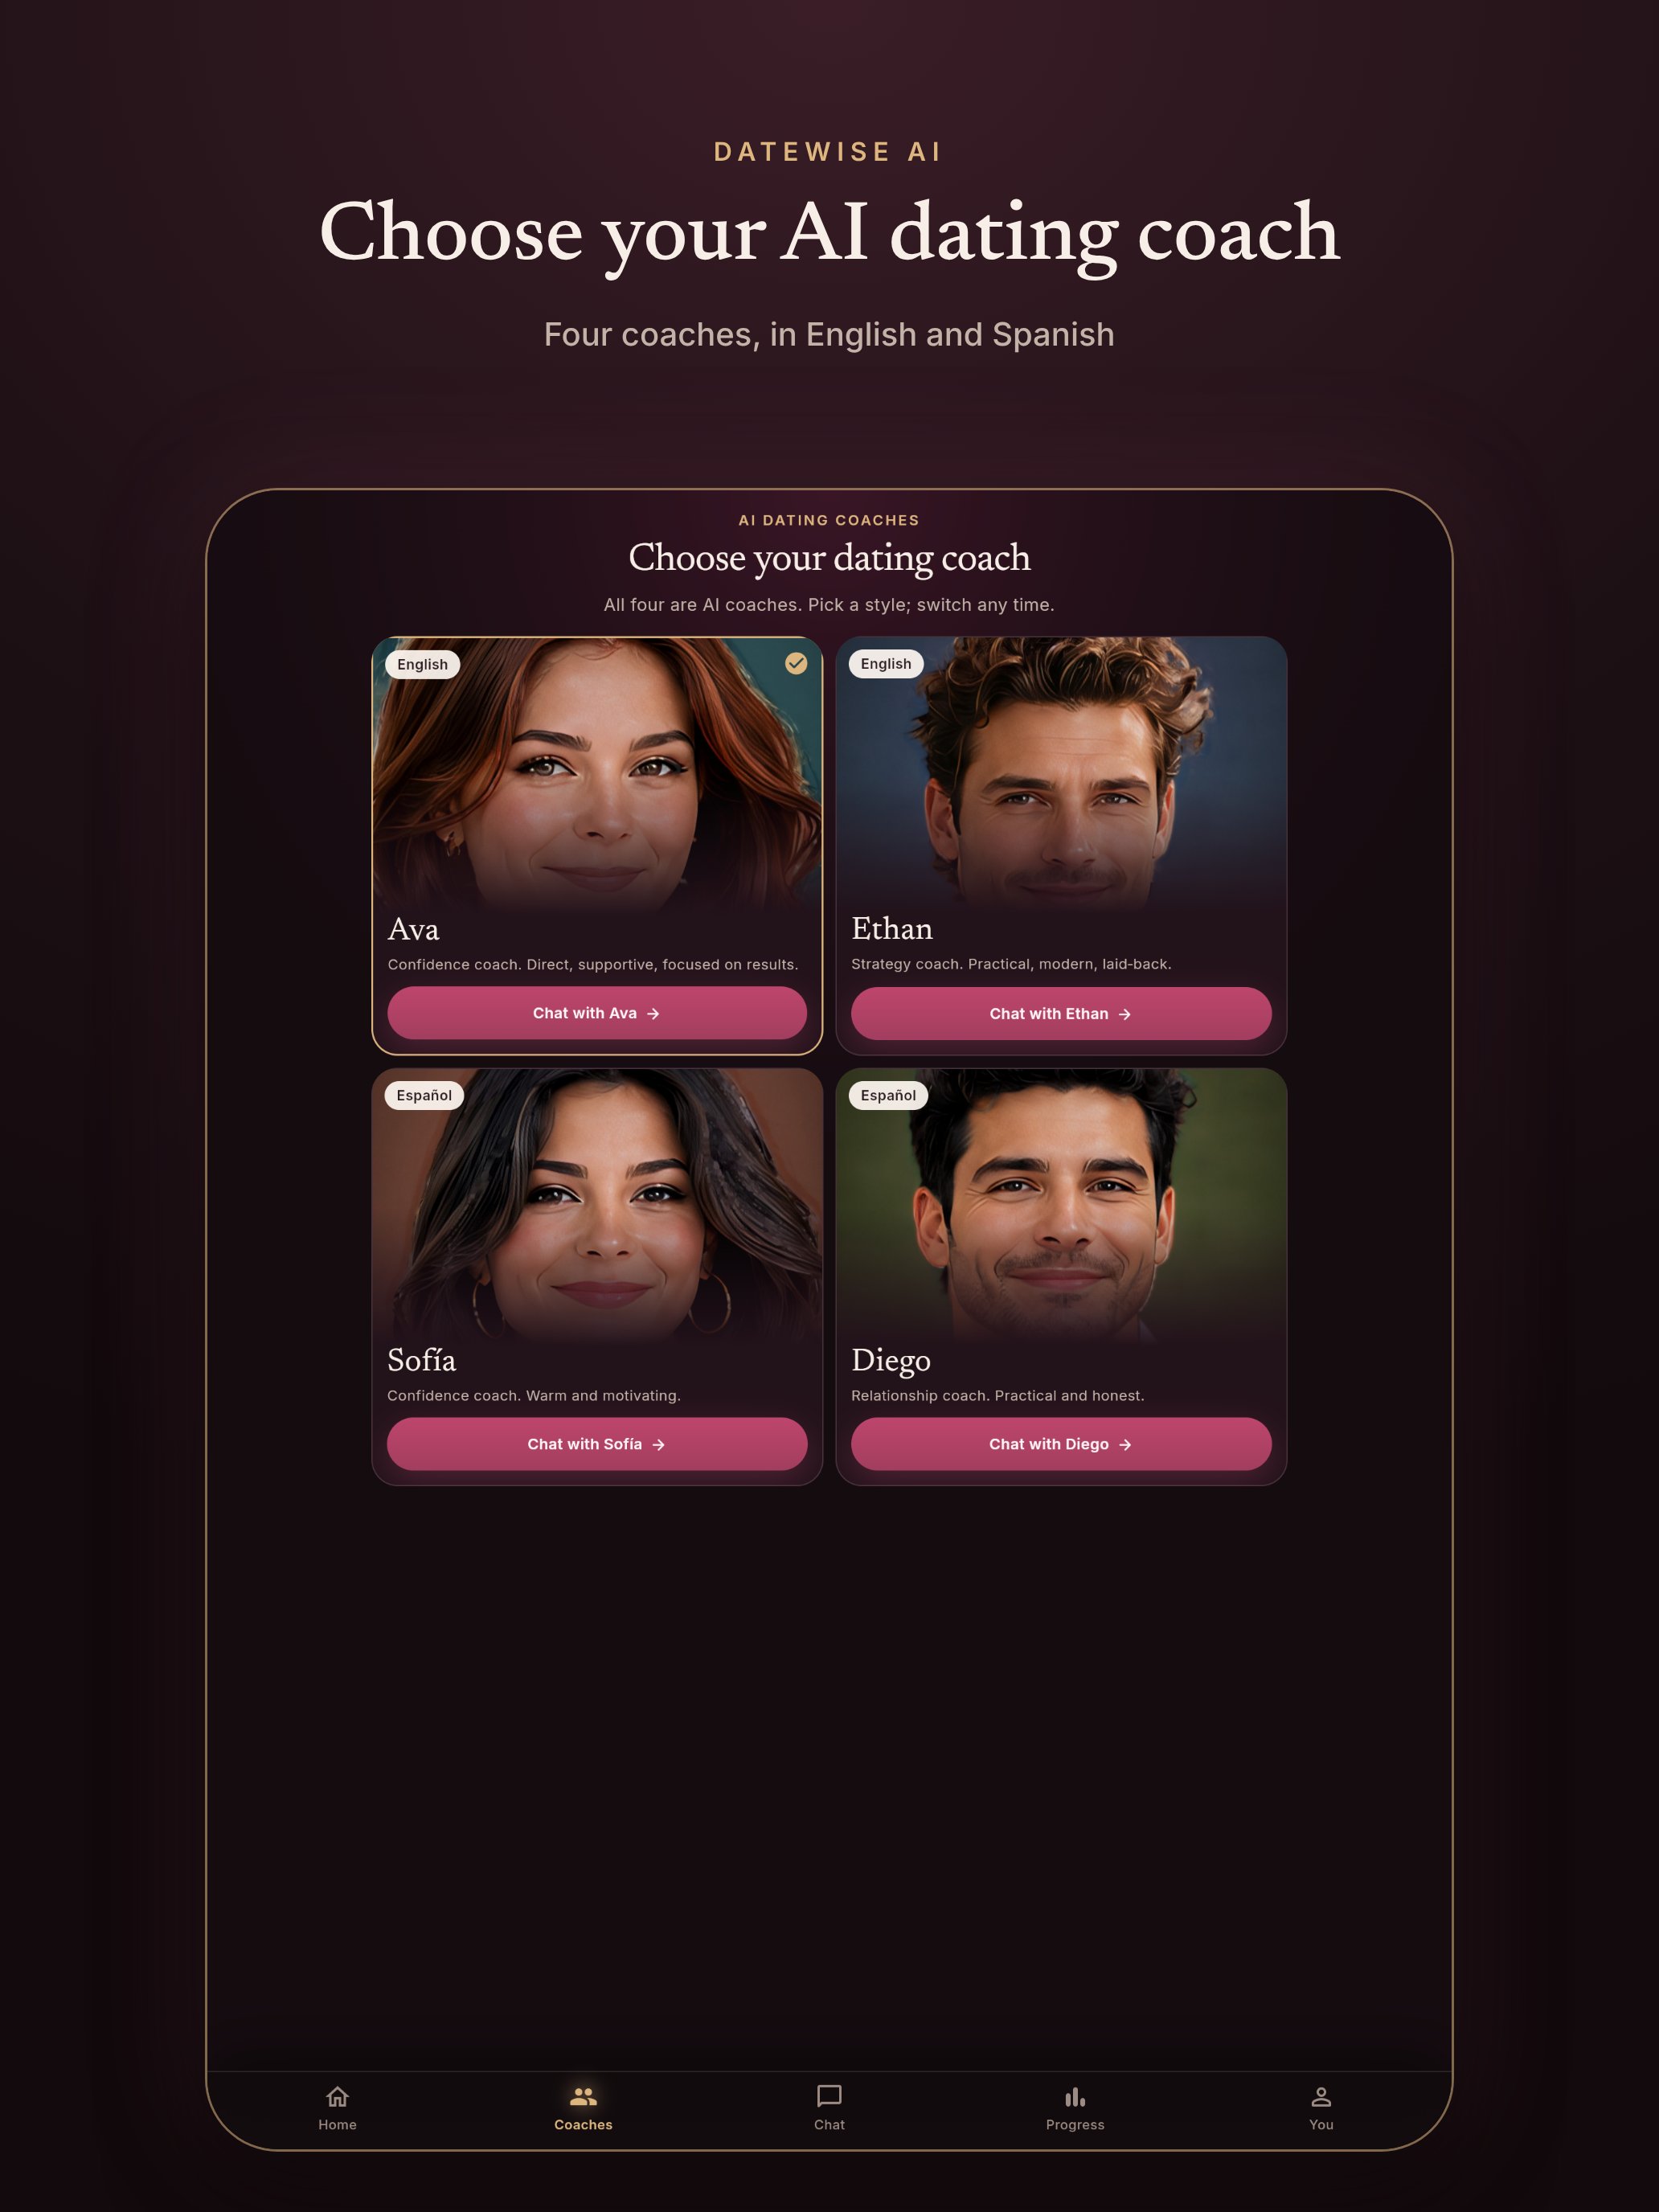 DATEWISE AI
Choose your AI dating coach
Four coaches, in English and Spanish
AI DATING COACHES
Choose your dating coach
All four are AI coaches. Pick a style; switch any time.
English
Ava
Confidence coach. Direct, supportive, focused on results.
Chat with Ava →
English
Ethan
Strategy coach. Practical, modern, laid-back.
Chat with Ethan →
Español
Sofía
Confidence coach. Warm and motivating.
Chat with Sofía →
Español
Diego
Relationship coach. Practical and honest.
Chat with Diego →
Home
Coaches
Chat
Progress
You